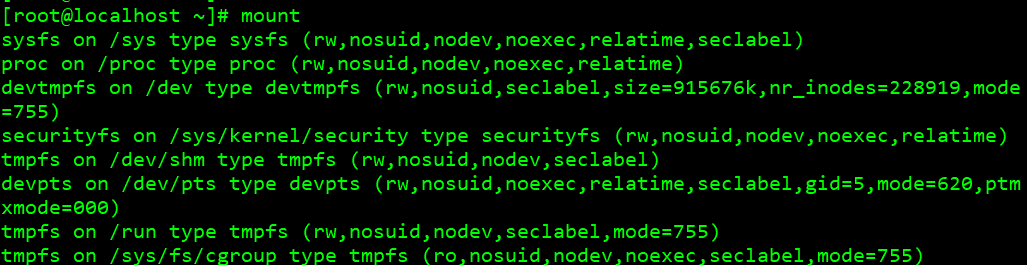 [root@localhost ~]# mount
sysfs on /sys type sysfs (rw,nosuid,nodev,noexec,relatime,seclabel)
proc on /proc type proc (rw,nosuid,nodev,noexec,relatime)
devtmpfs on /dev type devtmpfs (rw,nosuid,seclabel,size=915676k,nr_inodes=228919,mode
=755)
securityfs on /sys/kernel/security type securityfs (rw,nosuid,nodev,noexec,relatime)
tmpfs on /dev/shm type tmpfs (rw,nosuid,nodev,seclabel)
devpts on /dev/pts type devpts (rw,nosuid,noexec,relatime,seclabel,gid=5,mode=620,ptm
xmode=000)
tmpfs on /run type tmpfs (rw,nosuid,nodev,seclabel,mode=755)
tmpfs on /sys/fs/cgroup type tmpfs (ro,nosuid,nodev,noexec,seclabel,mode=755)